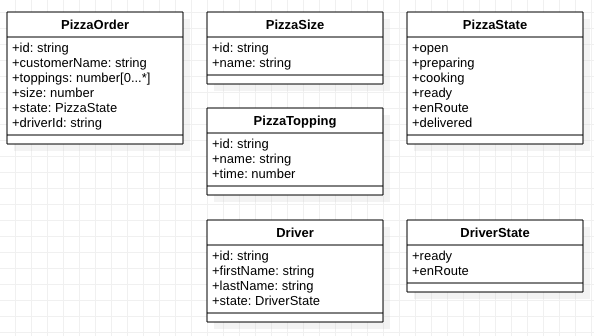 PizzaOrder
+id: string
+customerName: string
+toppings: number[0...*]
+size: number
+state: PizzaState
+driverId: string
PizzaSize
+id: string
+name: string
PizzaState
+open
+preparing
+cooking
+ready
+enRoute
+delivered
PizzaTopping
+id: string
+name: string
+time: number
Driver
+id: string
+firstName: string
+lastName: string
+state: DriverState
DriverState
+ready
+enRoute